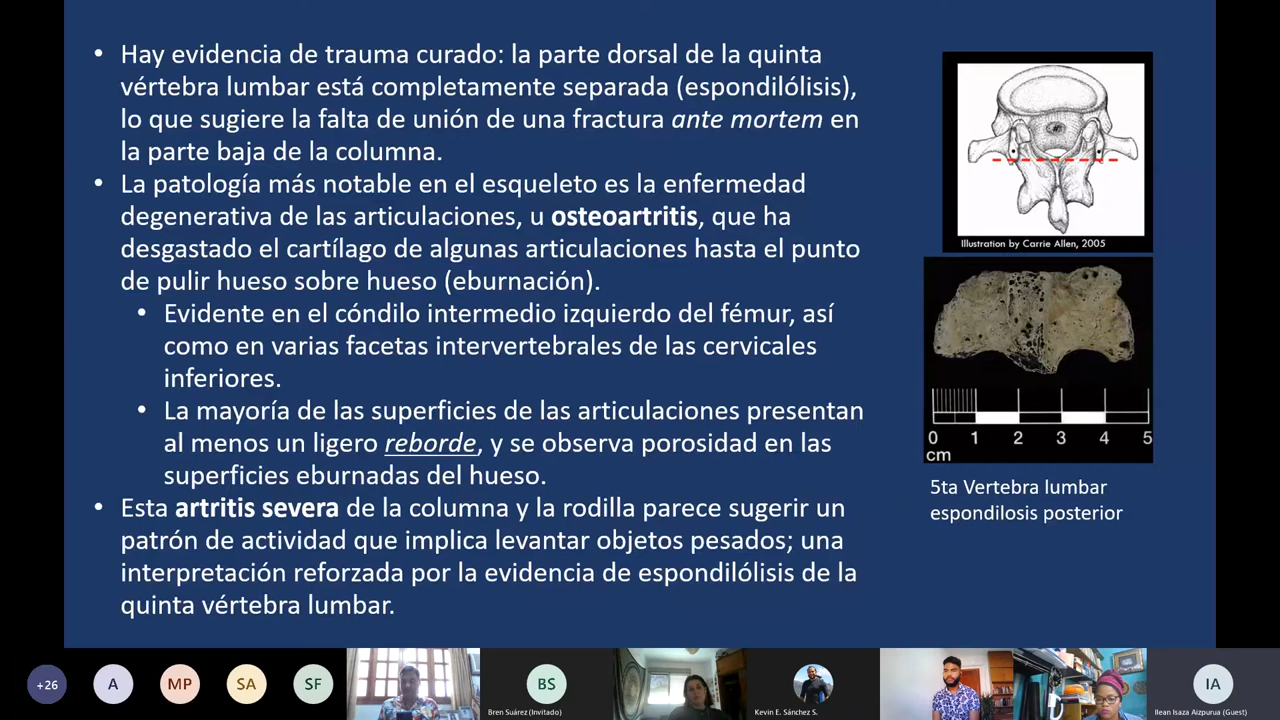 • Hay evidencia de trauma curado: la parte dorsal de la quinta
vértebra lumbar está completamente separada (espondilólisis),
lo que sugiere la falta de unión de una fractura ante mortem en
la parte baja de la columna.
• La patología más notable en el esqueleto es la enfermedad
degenerativa de las articulaciones, u osteoartritis, que ha
desgastado el cartílago de algunas articulaciones hasta el punto
de pulir hueso sobre hueso (eburnación).
• Evidente en el cóndilo intermedio izquierdo del fémur, así
como en varias facetas intervertebrales de las cervicales
inferiores.
• La mayoría de las superficies de las articulaciones presentan
al menos un ligero reborde, y se observa porosidad en las
superficies eburnadas del hueso.
• Esta artritis severa de la columna y la rodilla parece sugerir un
patrón de actividad que implica levantar objetos pesados; una
interpretación reforzada por la evidencia de espondilólisis de la
quinta vértebra lumbar.
Illustration by Carrie Allen, 2005
0 1 2 3 4 5
cm
5ta Vertebra lumbar
espondilosis posterior
+26 A MP SA SF BS IA
Bren Suárez (Invitado) Kevin E. Sánchez S. Ilean Isaza Aizpurua (Guest)